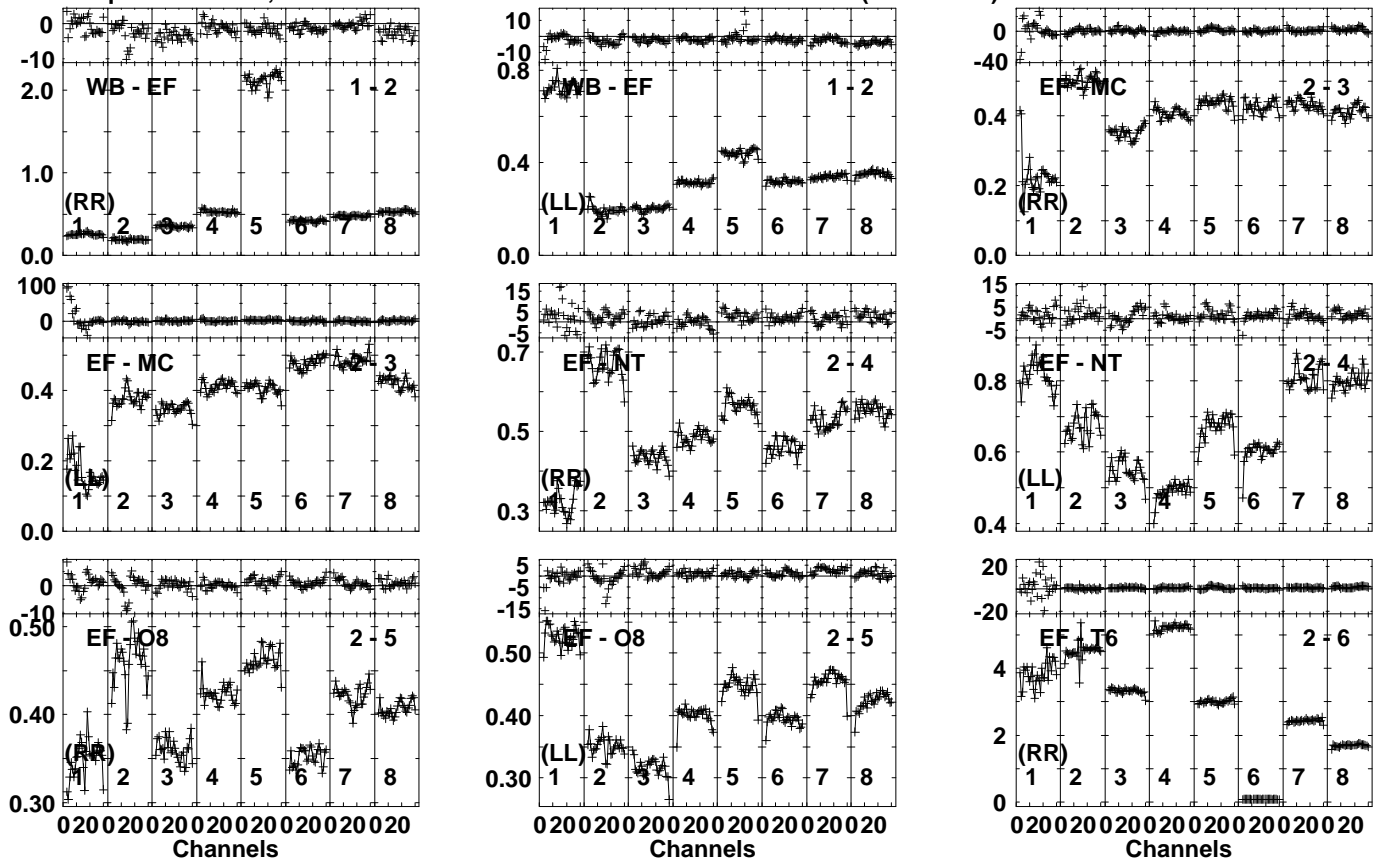 0
-10
2.0
1.0
0.0
WB - EF 1 - 2
(RR)
1 2 3 4 5 6 7 8
10
0
-10
0.8
0.4
0.0
WB - EF 1 - 2
(LL)
1 2 3 4 5 6 7 8
0
-40
0.4
0.2
0.0
EF - MC 2 - 3
(RR)
1 2 3 4 5 6 7 8
100
0
0.4
0.2
0.0
EF - MC 2 - 3
(LL)
1 2 3 4 5 6 7 8
15
5
-5
0.7
0.5
0.3
EF - NT 2 - 4
(RR)
1 2 3 4 5 6 7 8
15
5
-5
0.8
0.6
0.4
EF - NT 2 - 4
(LL)
1 2 3 4 5 6 7 8
0
-10
0.50
0.40
0.30
EF - O8 2 - 5
(RR)
1 2 3 4 5 6 7 8
0 20 0 20 0 20 0 20 0 20 0 20 0 20 0 20
Channels
5
-5
-15
0.50
0.40
0.30
EF - O8 2 - 5
(LL)
1 2 3 4 5 6 7 8
0 20 0 20 0 20 0 20 0 20 0 20 0 20 0 20
Channels
20
-20
4
2
0
EF - T6 2 - 6
(RR)
1 2 3 4 5 6 7 8
0 20 0 20 0 20 0 20 0 20 0 20 0 20 0 20
Channels